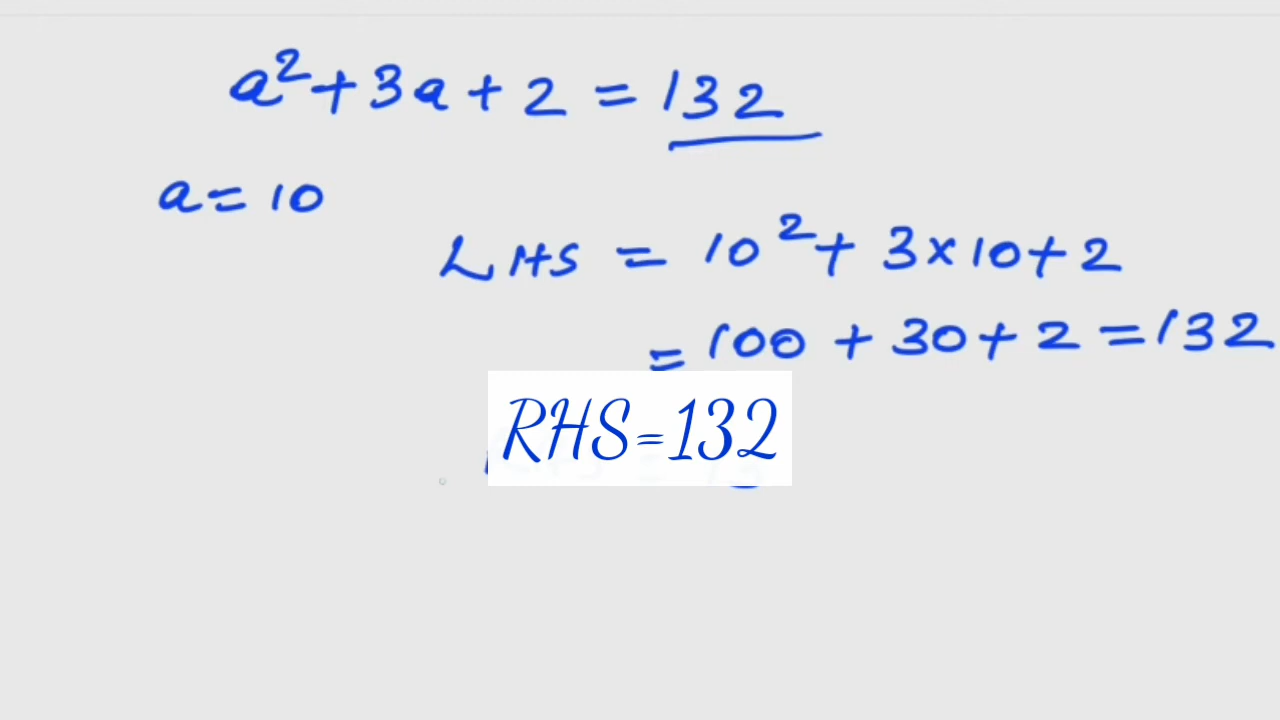 a²+3a+2=132
a=10
LHS = 10²+3×10+2
=100+30+2=132
RHS=132